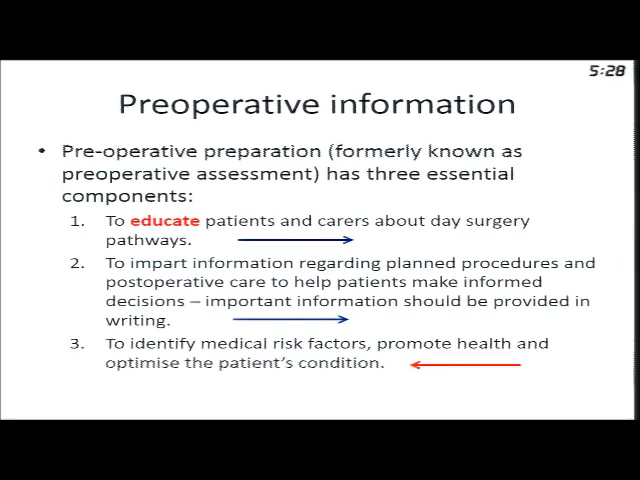 5:28
Preoperative information
• Pre-operative preparation (formerly known as
preoperative assessment) has three essential
components:
1. To educate patients and carers about day surgery
pathways.
2. To impart information regarding planned procedures and
postoperative care to help patients make informed
decisions – important information should be provided in
writing.
3. To identify medical risk factors, promote health and
optimise the patient's condition.